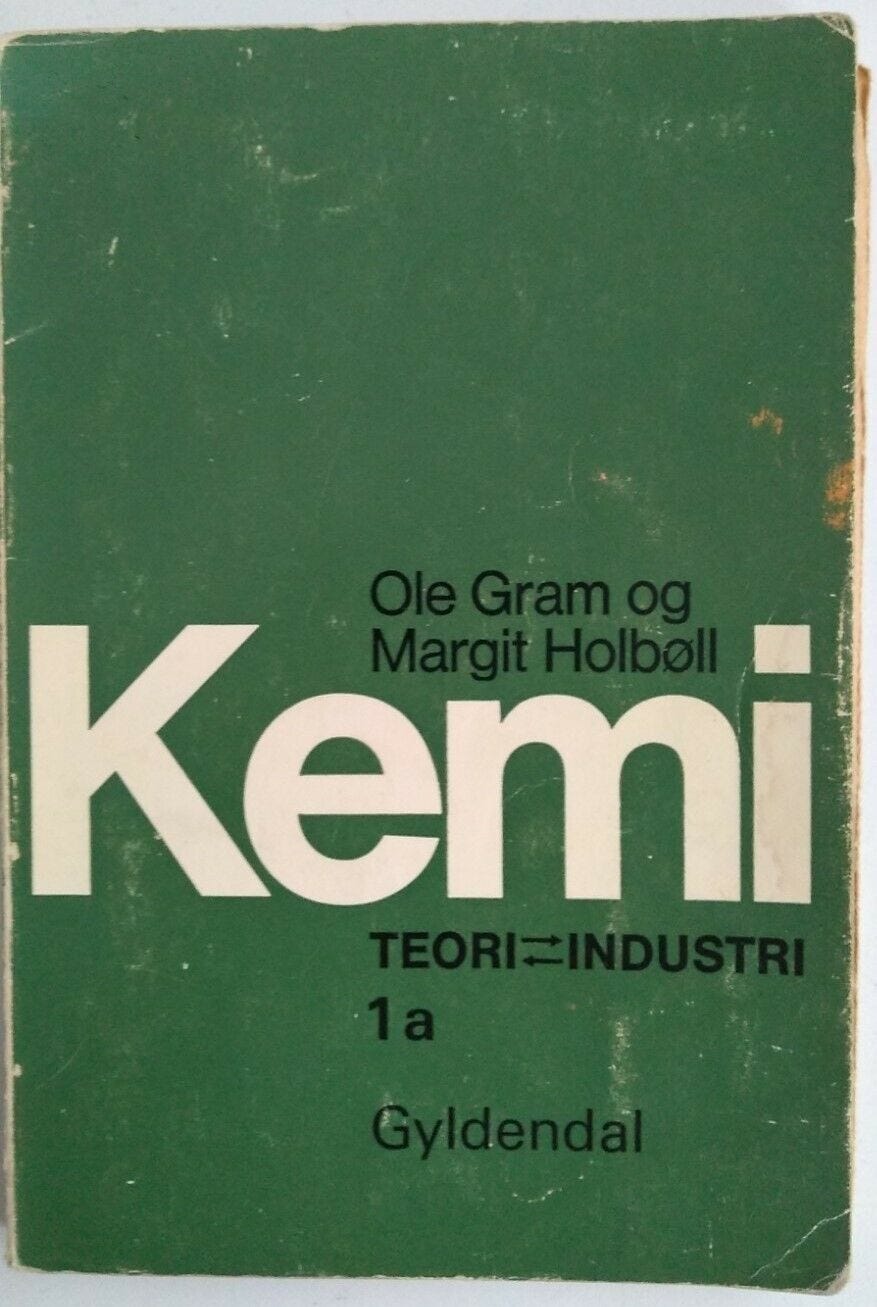 Ole Gram og
Margit Holbøll
Kemi
TEORI⇄INDUSTRI
1a
Gyldendal